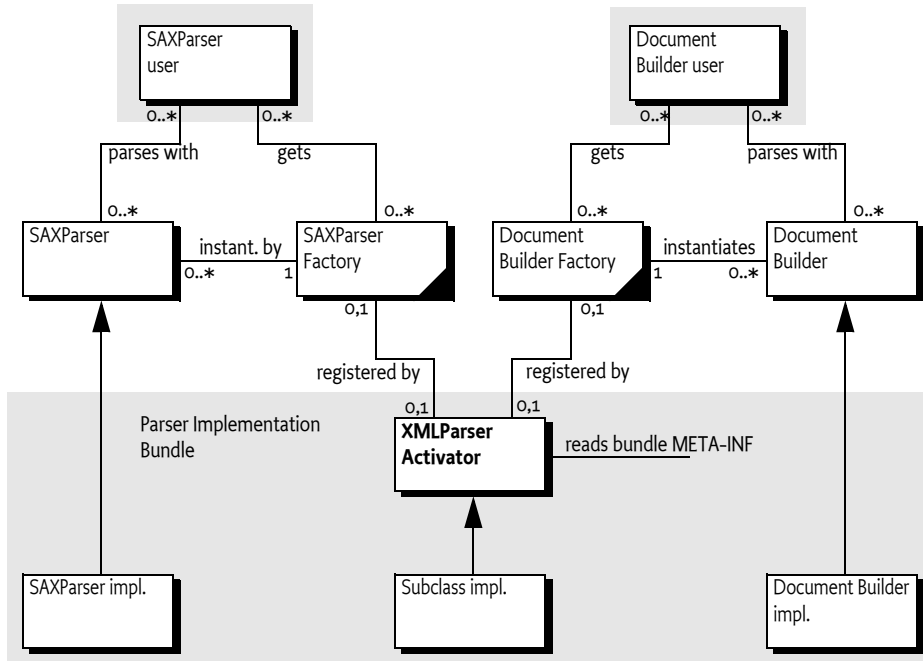 SAXParser
user
Document
Builder user
0..*
0..*
0..*
0..*
parses with
gets
gets
parses with
0..*
0..*
0..*
0..*
SAXParser
instant. by
0..*
1
SAXParser
Factory
Document
Builder Factory
instantiates
1
0..*
Document
Builder
0,1
0,1
registered by
registered by
0,1
0,1
Parser Implementation
Bundle
XMLParser
Activator
reads bundle META-INF
SAXParser impl.
Subclass impl.
Document Builder
impl.